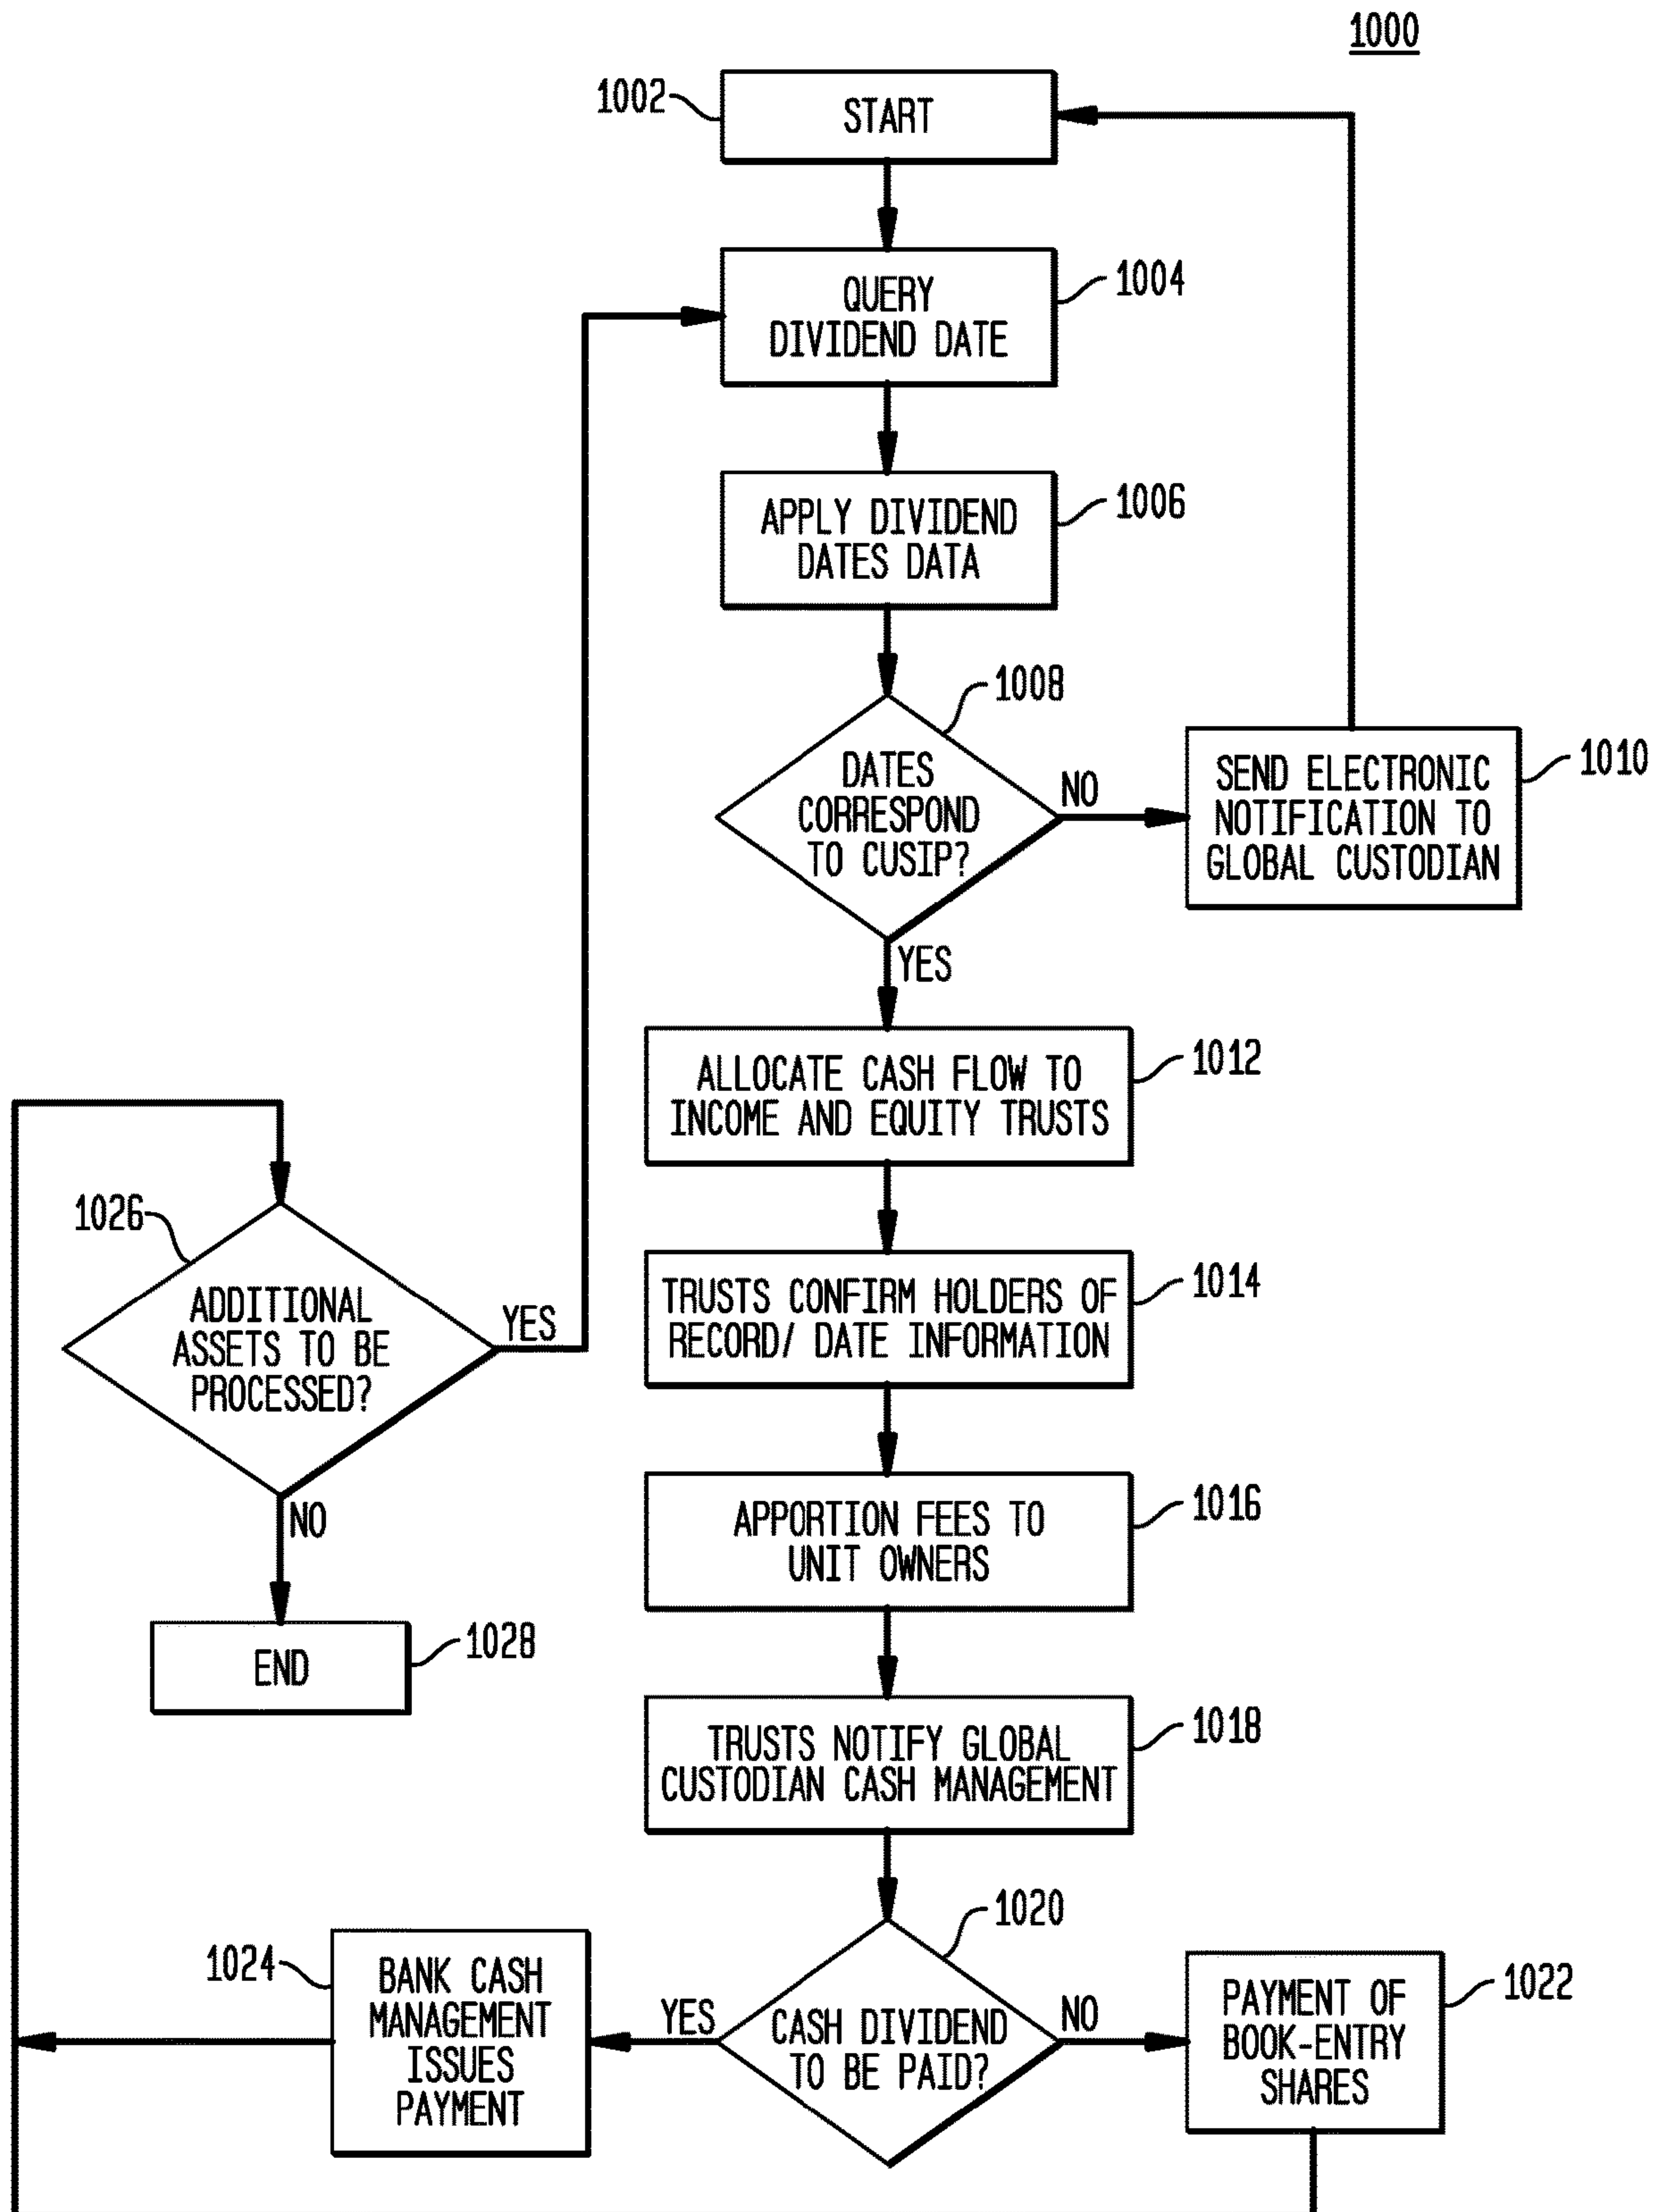 1000
1002
START
1004
QUERY
DIVIDEND DATE
1006
APPLY DIVIDEND
DATES DATA
1008
DATES
CORRESPOND
TO CUSIP?
NO
1010
SEND ELECTRONIC
NOTIFICATION TO
GLOBAL CUSTODIAN
YES
1012
ALLOCATE CASH FLOW TO
INCOME AND EQUITY TRUSTS
1014
TRUSTS CONFIRM HOLDERS OF
RECORD/ DATE INFORMATION
1016
APPORTION FEES TO
UNIT OWNERS
1018
TRUSTS NOTIFY GLOBAL
CUSTODIAN CASH MANAGEMENT
1020
CASH DIVIDEND
TO BE PAID?
NO
1022
PAYMENT OF
BOOK-ENTRY
SHARES
YES
1024
BANK CASH
MANAGEMENT
ISSUES
PAYMENT
1026
ADDITIONAL
ASSETS TO BE
PROCESSED?
YES
NO
1028
END